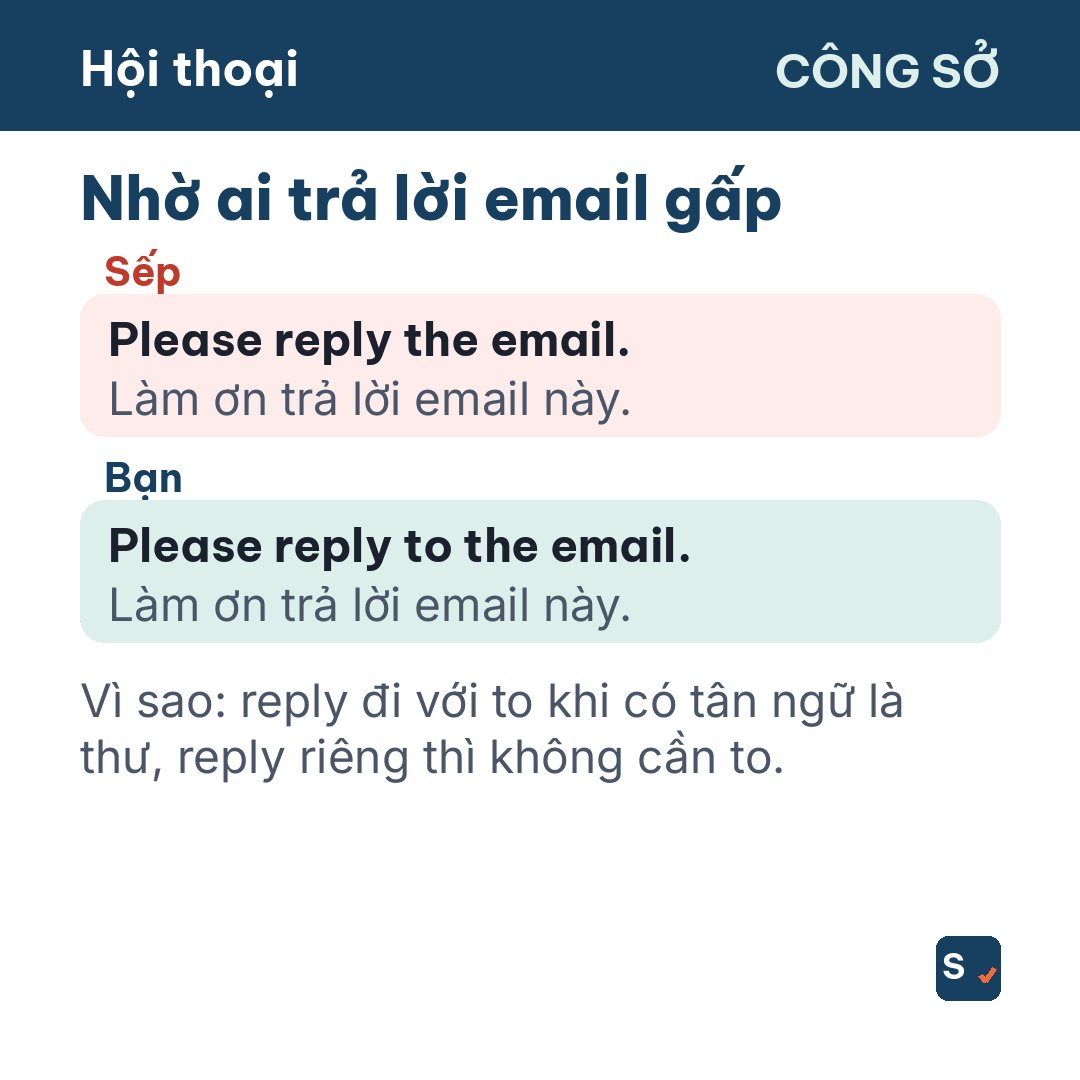 Hội thoại
CÔNG SỞ
Nhờ ai trả lời email gấp
Sếp
Please reply the email.
Làm ơn trả lời email này.
Bạn
Please reply to the email.
Làm ơn trả lời email này.
Vì sao: reply đi với to khi có tân ngữ là
thư, reply riêng thì không cần to.
S